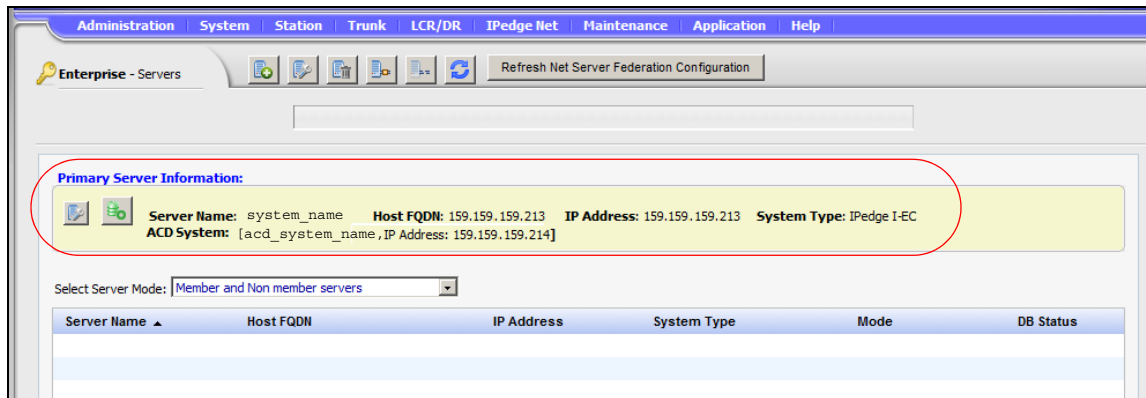 Administration System Station Trunk LCR/DR IPedge Net Maintenance Application Help
Enterprise - Servers
Refresh Net Server Federation Configuration
Primary Server Information:
Server Name: system_name Host FQDN: 159.159.159.213 IP Address: 159.159.159.213 System Type: IPedge I-EC
ACD System: [acd_system_name,IP Address: 159.159.159.214]
Select Server Mode: Member and Non member servers
Server Name Host FQDN IP Address System Type Mode DB Status